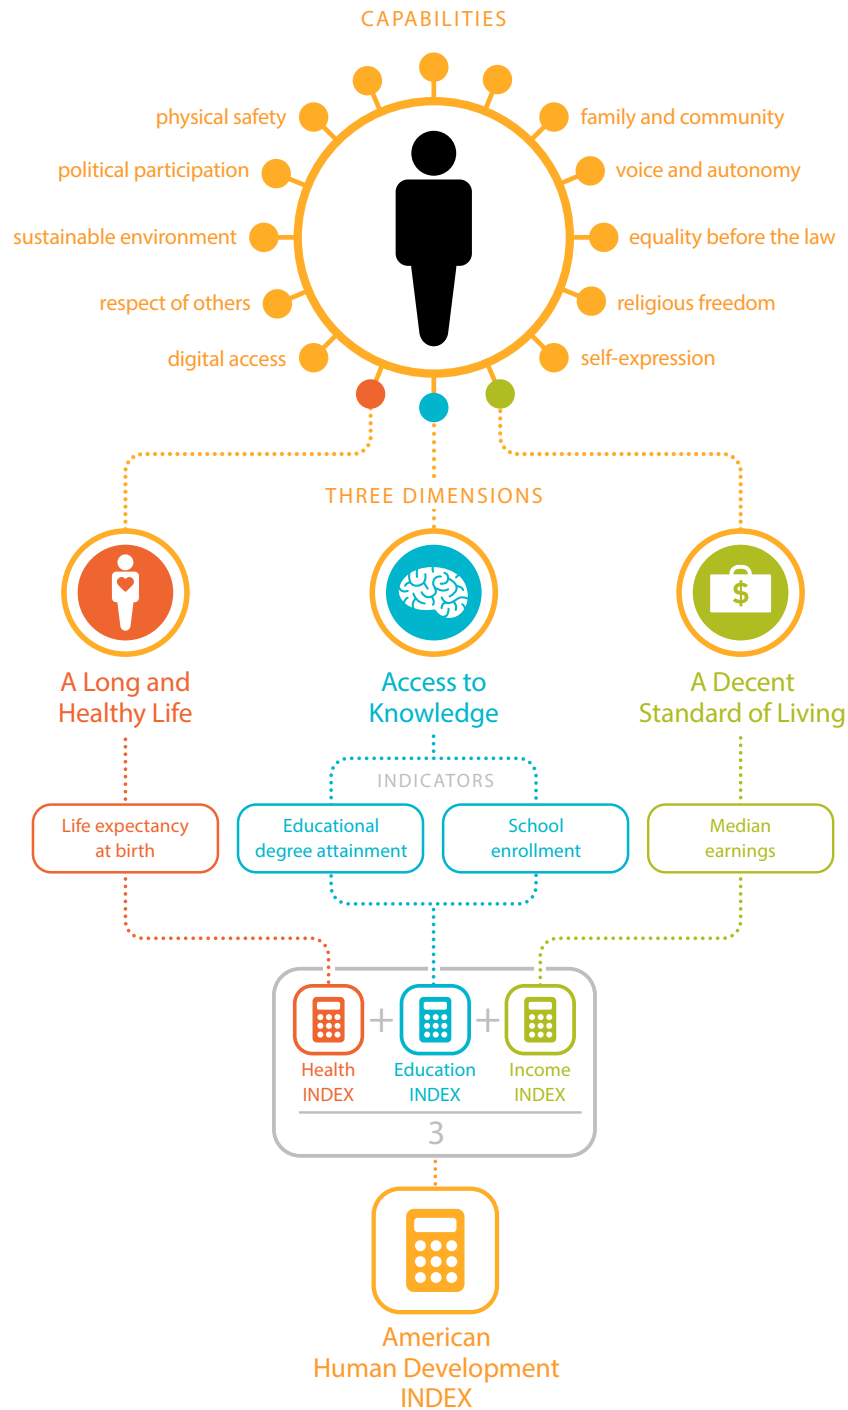 CAPABILITIES
physical safety
family and community
political participation
voice and autonomy
sustainable environment
equality before the law
respect of others
religious freedom
digital access
self-expression
THREE DIMENSIONS
$
A Long and
Healthy Life
Access to
Knowledge
A Decent
Standard of Living
INDICATORS
Life expectancy
at birth
Educational
degree attainment
School
enrollment
Median
earnings
+ +
Health
INDEX
Education
INDEX
Income
INDEX
3
American
Human Development
INDEX